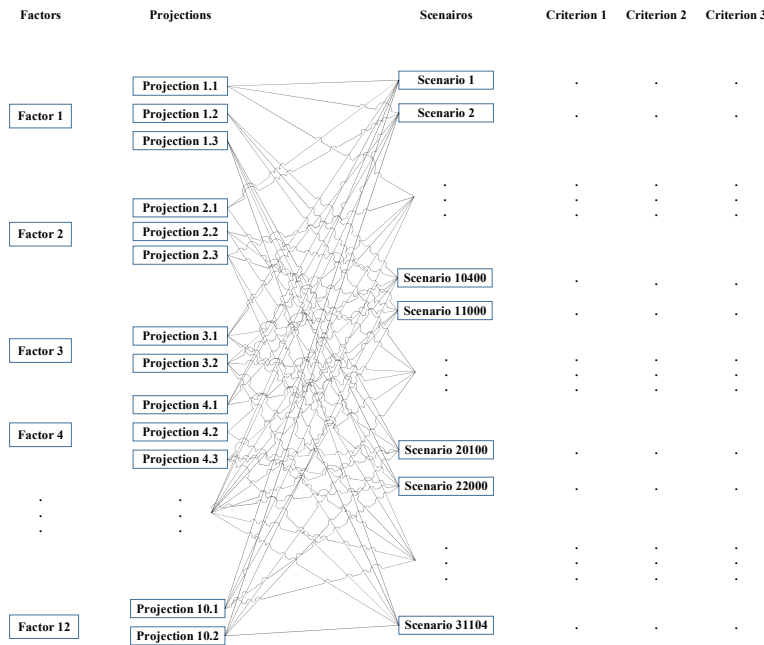 Factors Projections Scenairos Criterion 1 Criterion 2 Criterion 3
Projection 1.1 Scenario 1 . . .
Factor 1 Projection 1.2 Scenario 2 . . .
Projection 1.3
. . . .
. . . .
. . . .
Projection 2.1
Factor 2 Projection 2.2
Projection 2.3
Scenario 10400 . . .
Scenario 11000 . . .
Projection 3.1
Factor 3 Projection 3.2
. . . .
. . . .
. . . .
Projection 4.1
Factor 4 Projection 4.2
Projection 4.3 Scenario 20100 . . .
Scenario 22000 . . .
. .
. .
. .
. . . .
. . . .
. . . .
Projection 10.1
Factor 12 Projection 10.2 Scenario 31104 . . .